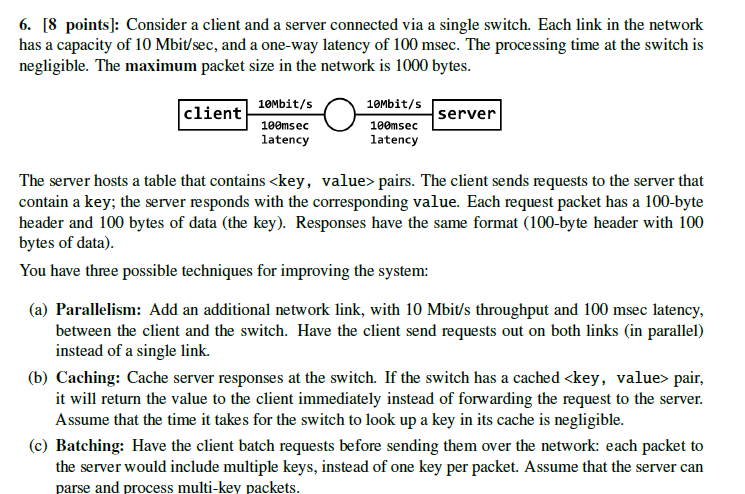 6. [8 points]: Consider a client and a server connected via a single switch. Each link in the network
has a capacity of 10 Mbit/sec, and a one-way latency of 100 msec. The processing time at the switch is
negligible. The maximum packet size in the network is 1000 bytes.
client
10Mbit/s
100msec
latency
10Mbit/s
100msec
latency
server
The server hosts a table that contains <key, value> pairs. The client sends requests to the server that
contain a key; the server responds with the corresponding value. Each request packet has a 100-byte
header and 100 bytes of data (the key). Responses have the same format (100-byte header with 100
bytes of data).
You have three possible techniques for improving the system:
(a) Parallelism: Add an additional network link, with 10 Mbit/s throughput and 100 msec latency,
between the client and the switch. Have the client send requests out on both links (in parallel)
instead of a single link.
(b) Caching: Cache server responses at the switch. If the switch has a cached <key, value> pair,
it will return the value to the client immediately instead of forwarding the request to the server.
Assume that the time it takes for the switch to look up a key in its cache is negligible.
(c) Batching: Have the client batch requests before sending them over the network: each packet to
the server would include multiple keys, instead of one key per packet. Assume that the server can
parse and process multi-key packets.